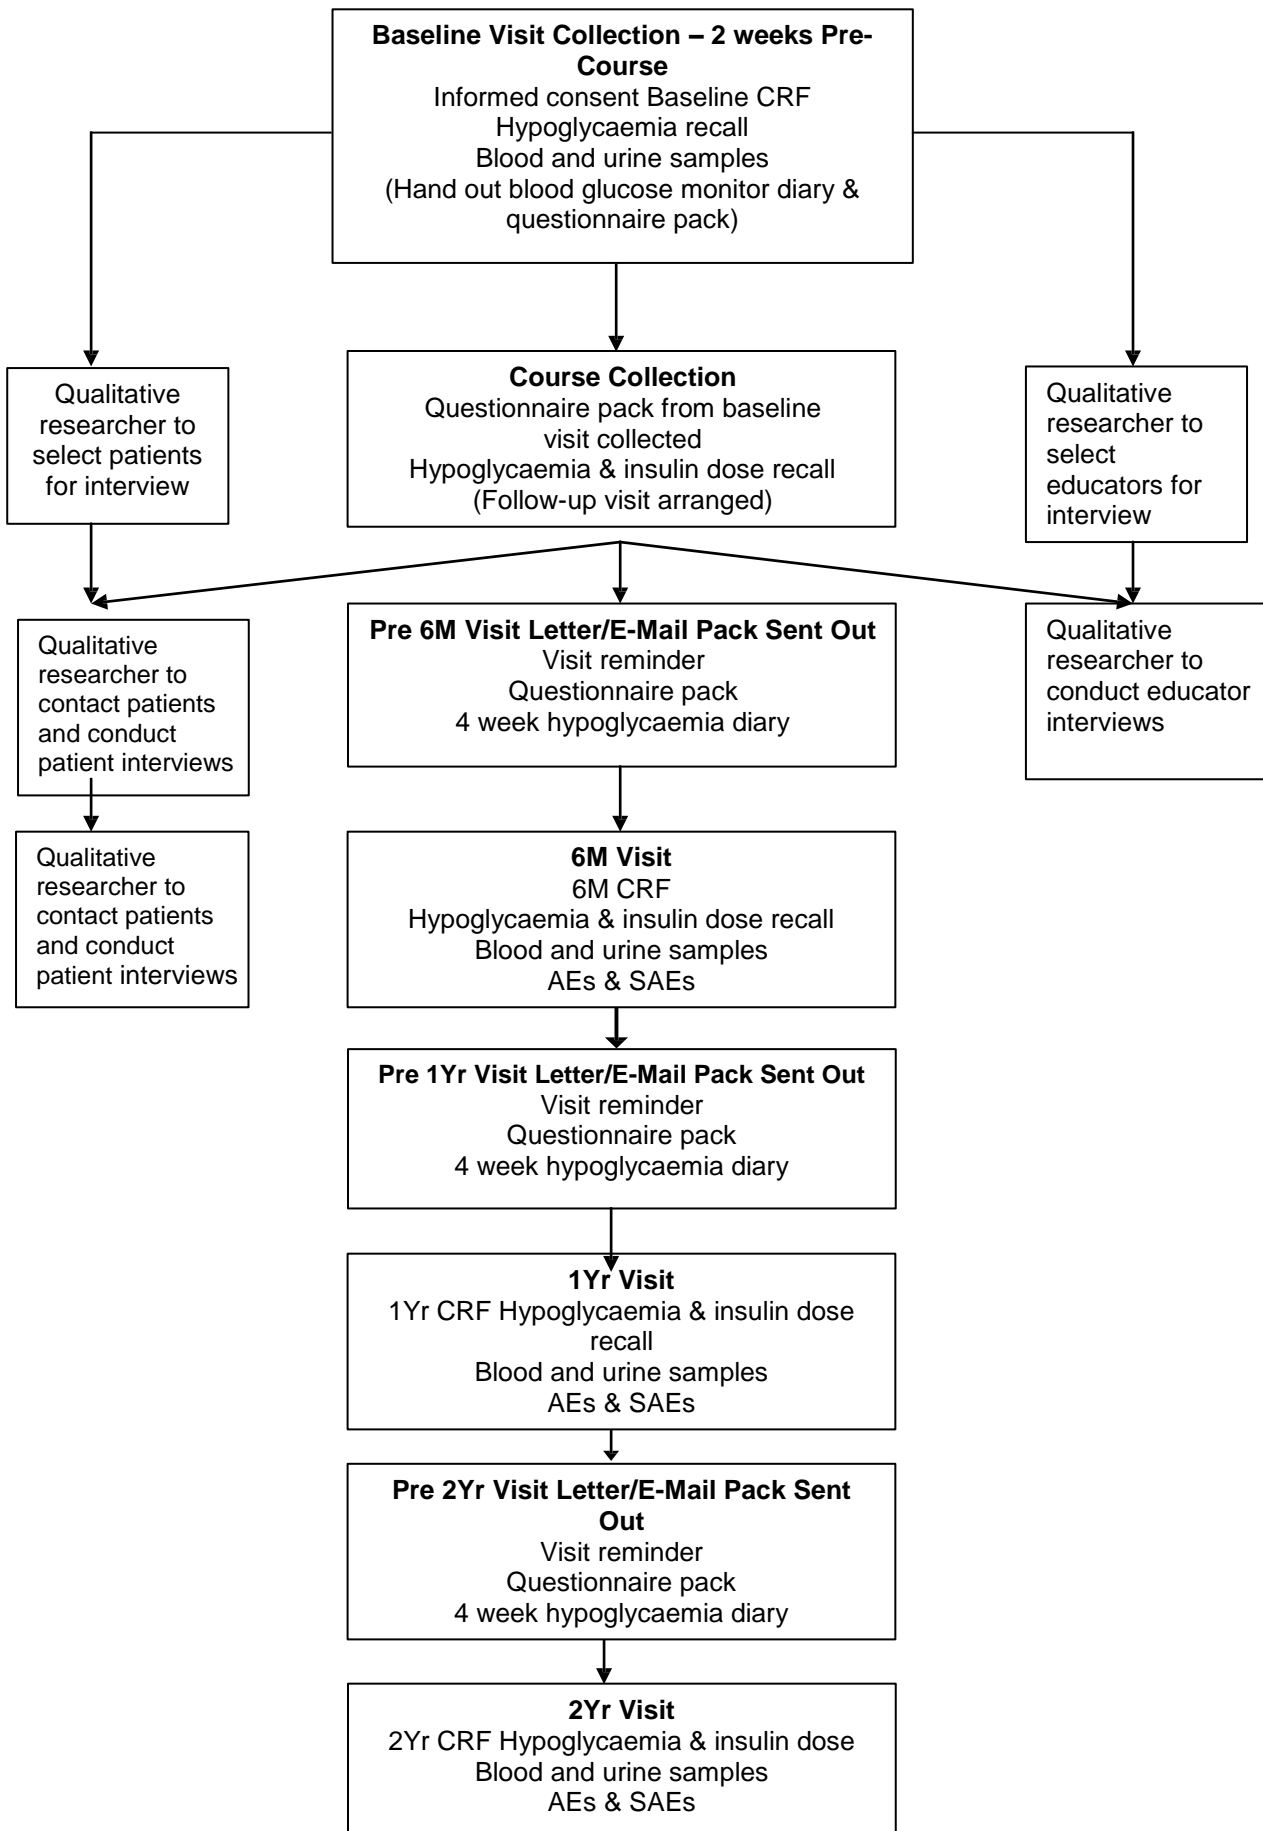 Baseline Visit Collection – 2 weeks Pre-
Course
Informed consent Baseline CRF
Hypoglycaemia recall
Blood and urine samples
(Hand out blood glucose monitor diary &
questionnaire pack)
Qualitative
researcher to
select patients
for interview
Course Collection
Questionnaire pack from baseline
visit collected
Hypoglycaemia & insulin dose recall
(Follow-up visit arranged)
Qualitative
researcher to
select
educators for
interview
Qualitative
researcher to
contact patients
and conduct
patient interviews
Pre 6M Visit Letter/E-Mail Pack Sent Out
Visit reminder
Questionnaire pack
4 week hypoglycaemia diary
Qualitative
researcher to
conduct educator
interviews
Qualitative
researcher to
contact patients
and conduct
patient interviews
6M Visit
6M CRF
Hypoglycaemia & insulin dose recall
Blood and urine samples
AEs & SAEs
Pre 1Yr Visit Letter/E-Mail Pack Sent Out
Visit reminder
Questionnaire pack
4 week hypoglycaemia diary
1Yr Visit
1Yr CRF Hypoglycaemia & insulin dose
recall
Blood and urine samples
AEs & SAEs
Pre 2Yr Visit Letter/E-Mail Pack Sent
Out
Visit reminder
Questionnaire pack
4 week hypoglycaemia diary
2Yr Visit
2Yr CRF Hypoglycaemia & insulin dose
Blood and urine samples
AEs & SAEs